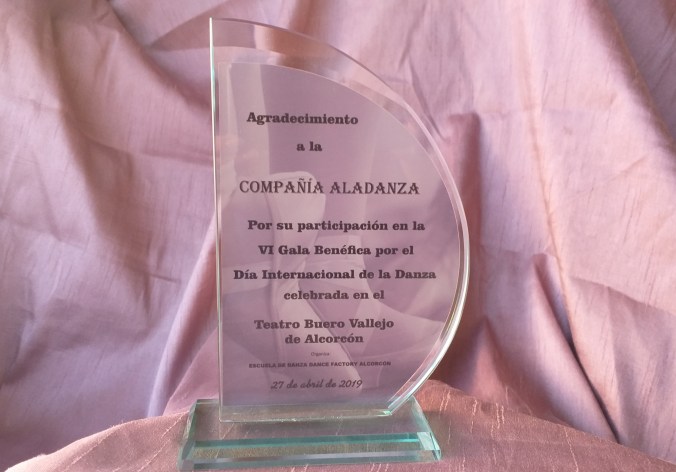 Agradecimiento
a la
COMPAÑÍA ALADANZA
Por su participación en la
VI Gala Benéfica por el
Día Internacional de la Danza
celebrada en el
Teatro Buero Vallejo
de Alcorcón
Organiza
ESCUELA DE DANZA DANCE FACTORY ALCORCÓN
27 de abril de 2019